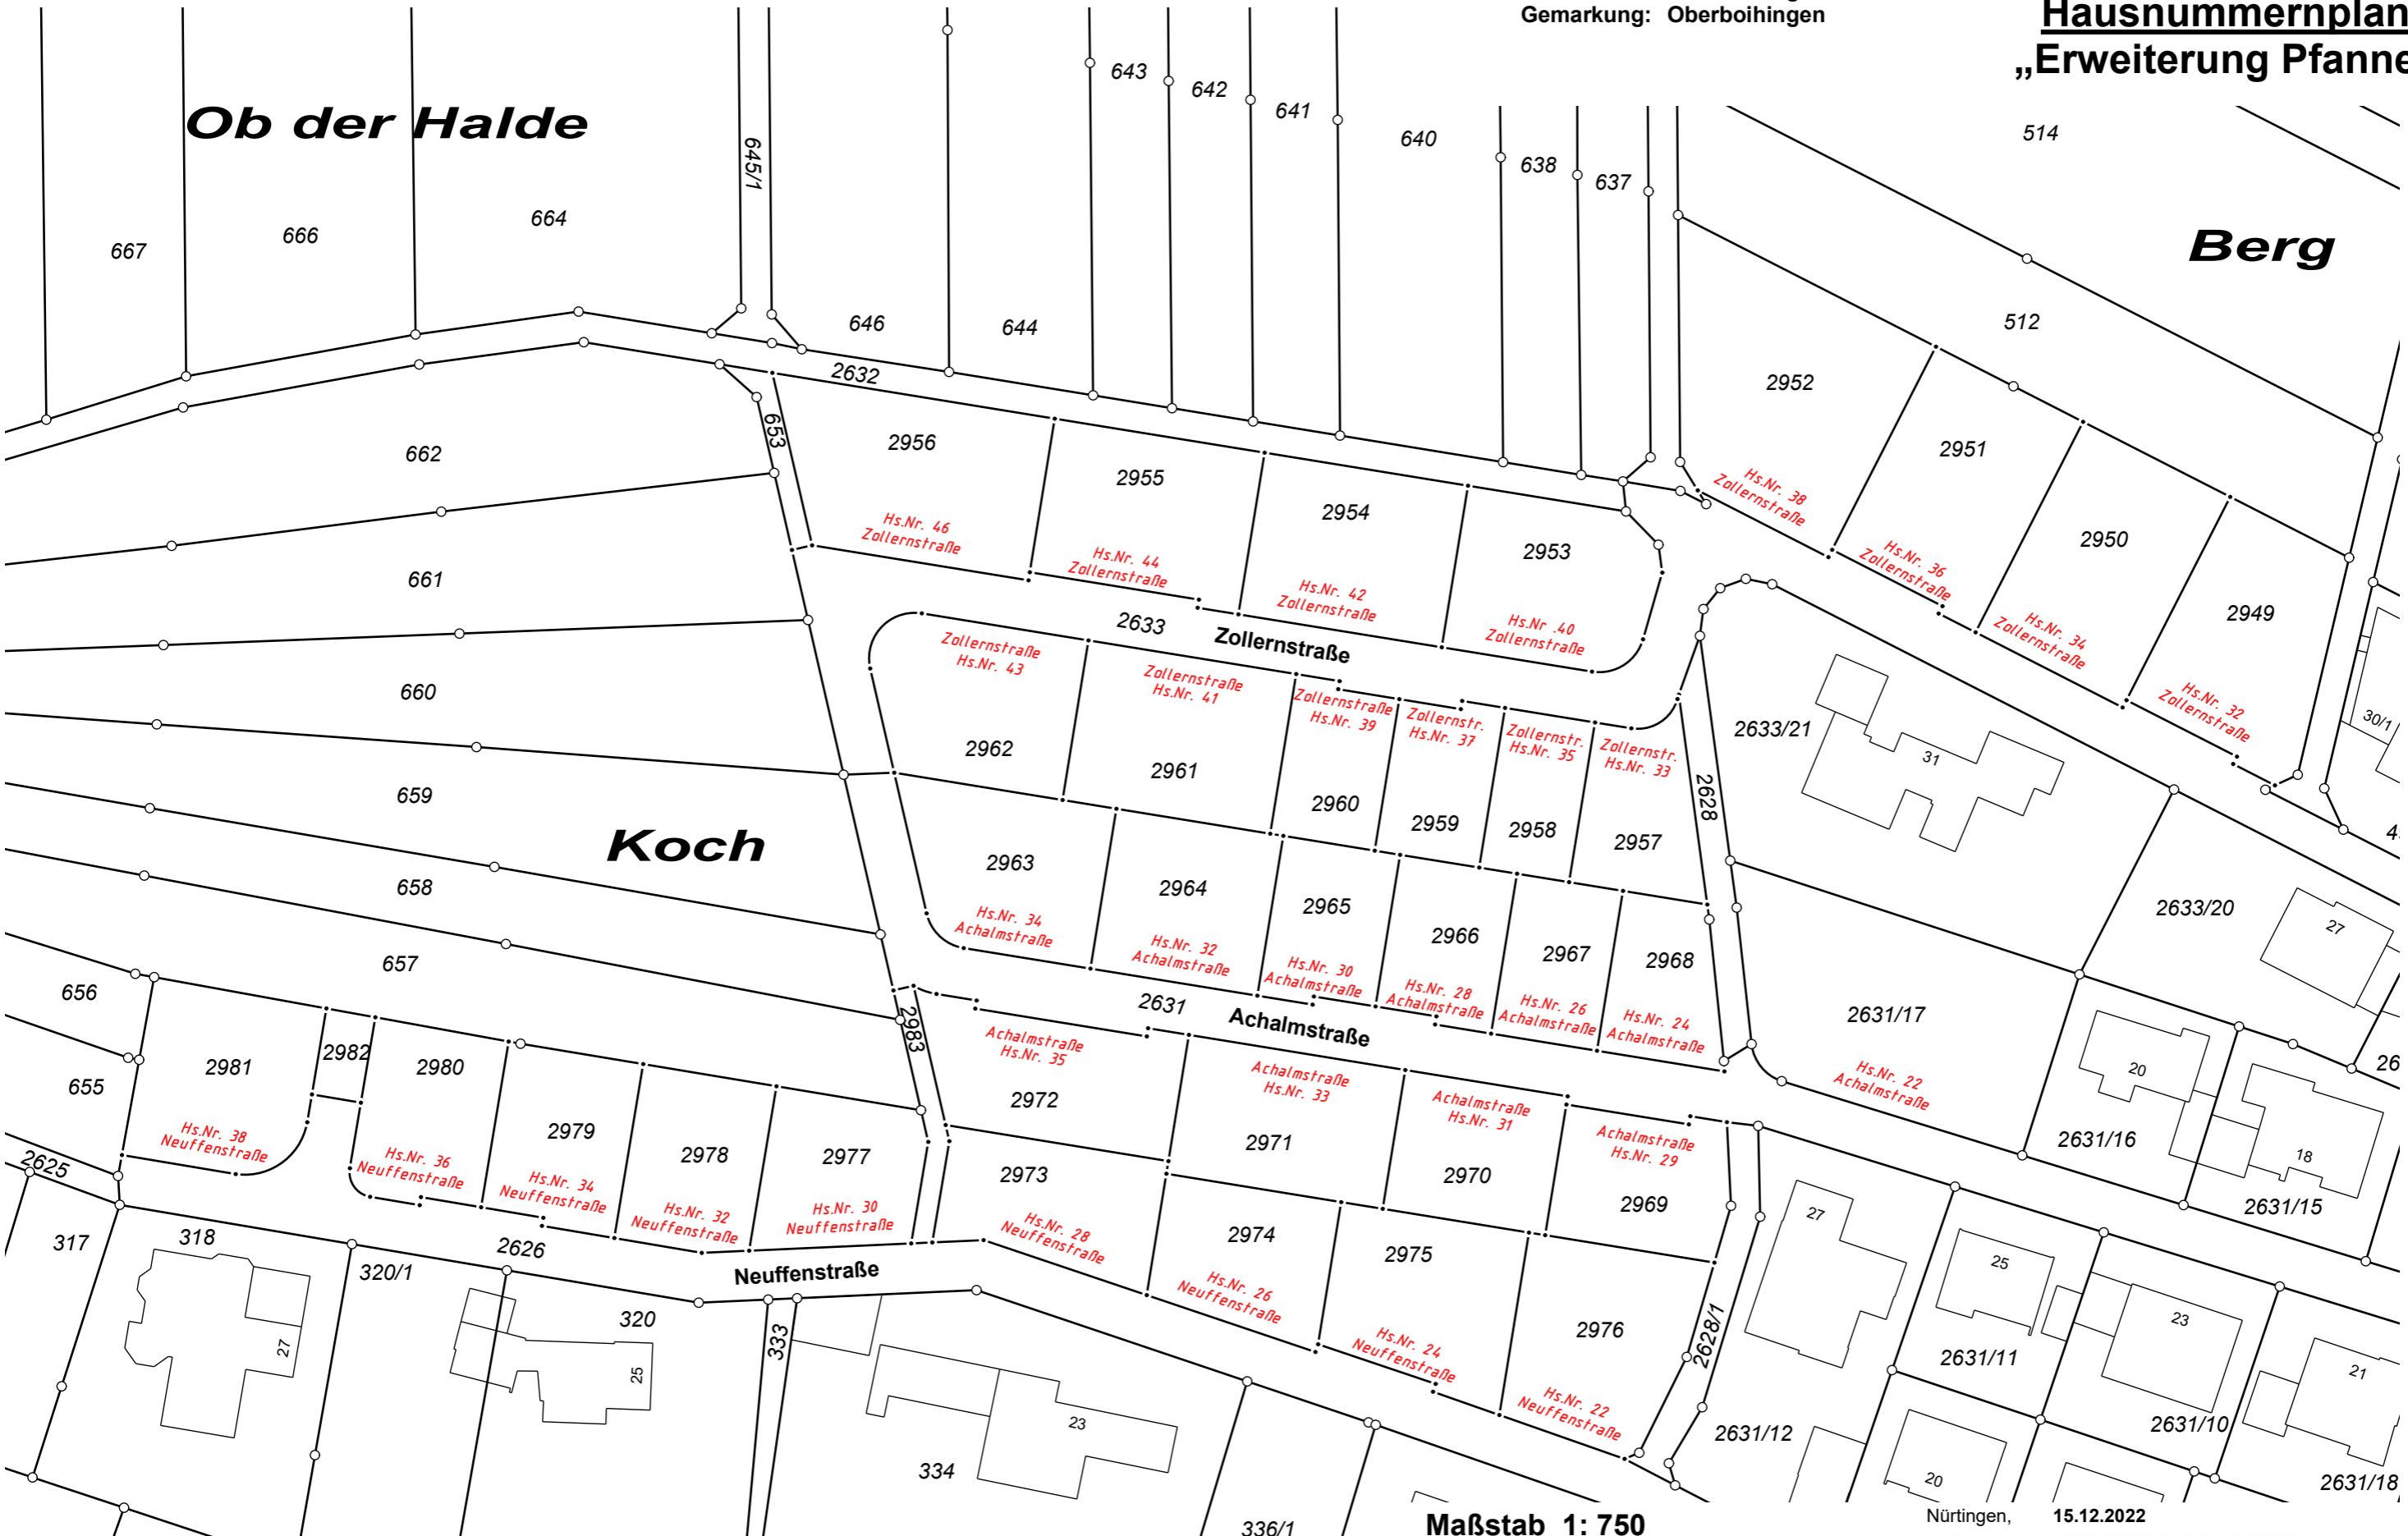 Gemarkung: Oberboihingen
Hausnummernplan
„Erweiterung Pfanne
Ob der Halde
Berg
Koch
667
666
664
645/1
646
644
643
642
641
640
638
637
514
512
2632
653
662
661
660
659
658
657
656
655
2956
Hs.Nr. 46
Zollernstraße
2955
Hs.Nr. 44
Zollernstraße
2954
Hs.Nr. 42
Zollernstraße
2953
Hs.Nr .40
Zollernstraße
2952
Hs.Nr. 38
Zollernstraße
2951
Hs.Nr. 36
Zollernstraße
2950
Hs.Nr. 34
Zollernstraße
2949
Hs.Nr. 32
Zollernstraße
30/1
2633
Zollernstraße
Zollernstraße
Hs.Nr. 43
2962
Zollernstraße
Hs.Nr. 41
2961
Zollernstraße
Hs.Nr. 39
2960
Zollernstr.
Hs.Nr. 37
2959
Zollernstr.
Hs.Nr. 35
2958
Zollernstr.
Hs.Nr. 33
2957
2628
2633/21
31
2633/20
27
2963
Hs.Nr. 34
Achalmstraße
2964
Hs.Nr. 32
Achalmstraße
2965
Hs.Nr. 30
Achalmstraße
2966
Hs.Nr. 28
Achalmstraße
2967
Hs.Nr. 26
Achalmstraße
2968
Hs.Nr. 24
Achalmstraße
2631/17
Hs.Nr. 22
Achalmstraße
20
2631/16
18
2631/15
26
2631
Achalmstraße
2983
Achalmstraße
Hs.Nr. 35
2972
Achalmstraße
Hs.Nr. 33
2971
Achalmstraße
Hs.Nr. 31
2970
Achalmstraße
Hs.Nr. 29
2969
2981
Hs.Nr. 38
Neuffenstraße
2982
2980
Hs.Nr. 36
Neuffenstraße
2979
Hs.Nr. 34
Neuffenstraße
2978
Hs.Nr. 32
Neuffenstraße
2977
Hs.Nr. 30
Neuffenstraße
2973
Hs.Nr. 28
Neuffenstraße
2974
Hs.Nr. 26
Neuffenstraße
2975
Hs.Nr. 24
Neuffenstraße
2976
Hs.Nr. 22
Neuffenstraße
2628/1
2625
317
318
27
320/1
2626
Neuffenstraße
320
25
333
334
23
336/1
27
2631/12
25
2631/11
23
2631/10
21
2631/18
20
Maßstab 1: 750
Nürtingen, 15.12.2022